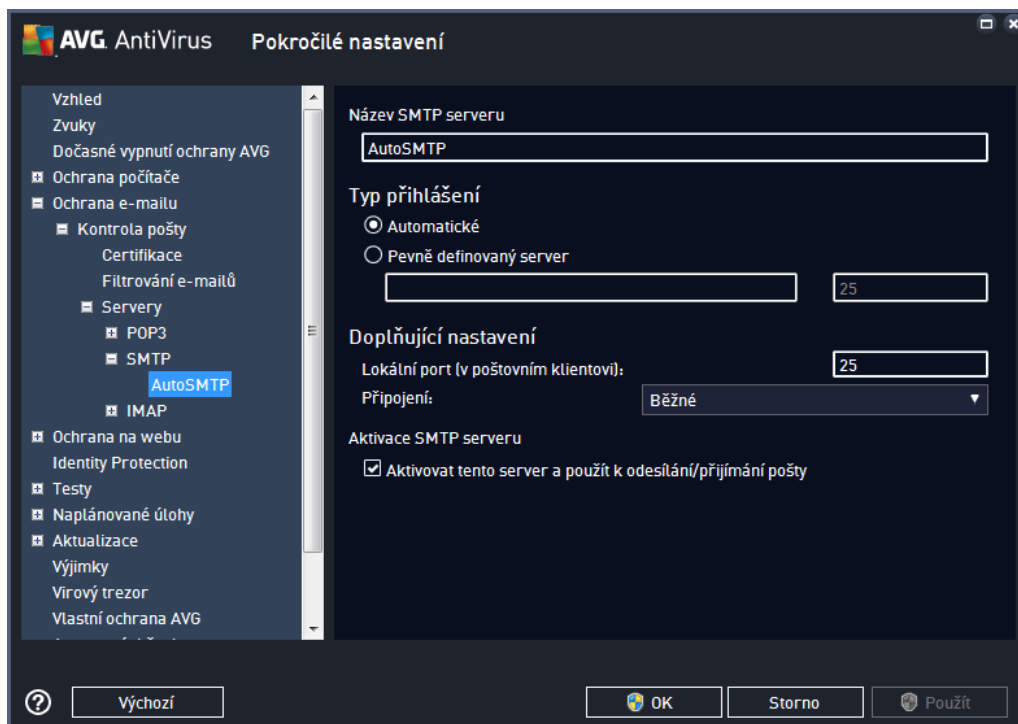 AVG. AntiVirus Pokročilé nastavení
Vzhled
Zvuky
Dočasné vypnutí ochrany AVG
Ochrana počítače
Ochrana e-mailu
Kontrola pošty
Certifikace
Filtrování e-mailů
Servery
POP3
SMTP
AutoSMTP
IMAP
Ochrana na webu
Identity Protection
Testy
Naplánované úlohy
Aktualizace
Výjimky
Virový trezor
Vlastní ochrana AVG
Název SMTP serveru
AutoSMTP
Typ přihlášení
Automatické
Pevně definovaný server
25
Doplňující nastavení
Lokální port (v poštovním klientovi): 25
Připojení: Běžné
Aktivace SMTP serveru
Aktivovat tento server a použít k odesílání/přijímání pošty
Výchozí OK Storno Použít